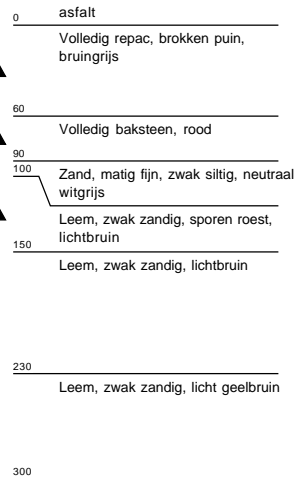 0
asfalt
Volledig repac, brokken puin,
bruingrijs
60
Volledig baksteen, rood
90
100
Zand, matig fijn, zwak siltig, neutraal
witgrijs
Leem, zwak zandig, sporen roest,
lichtbruin
150
Leem, zwak zandig, lichtbruin
230
Leem, zwak zandig, licht geelbruin
300